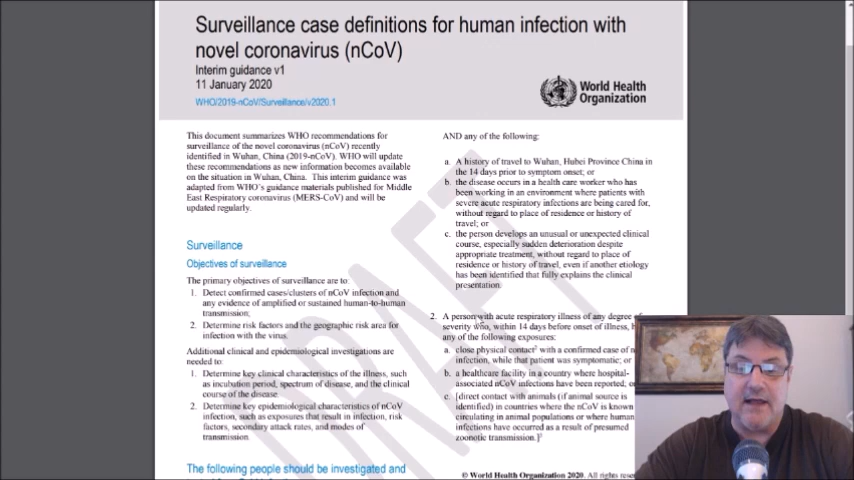 Surveillance case definitions for human infection with
novel coronavirus (nCoV)
Interim guidance v1
11 January 2020
WHO/2019-nCoV/Surveillance/v2020.1
World Health
Organization
This document summarizes WHO recommendations for
surveillance of the novel coronavirus (nCoV) recently
identified in Wuhan, China (2019-nCoV). WHO will update
these recommendations as new information becomes available
on the situation in Wuhan, China. This interim guidance was
adapted from WHO's guidance materials published for Middle
East Respiratory coronavirus (MERS-CoV) and will be
updated regularly.
Surveillance
Objectives of surveillance
The primary objectives of surveillance are to:
1. Detect confirmed cases/clusters of nCoV infection and
any evidence of amplified or sustained human-to-human
transmission;
2. Determine risk factors and the geographic risk area for
infection with the virus.
Additional clinical and epidemiological investigations are
needed to:
1. Determine key clinical characteristics of the illness, such
as incubation period, spectrum of disease, and the clinical
course of the disease.
2. Determine key epidemiological characteristics of nCoV
infection, such as exposures that result in infection, risk
factors, secondary attack rates, and modes of
transmission.
The following people should be investigated and
AND any of the following:
a. A history of travel to Wuhan, Hubei Province China in
the 14 days prior to symptom onset; or
b. the disease occurs in a health care worker who has
been working in an environment where patients with
severe acute respiratory infections are being cared for,
without regard to place of residence or history of
travel; or
c. the person develops an unusual or unexpected clinical
course, especially sudden deterioration despite
appropriate treatment, without regard to place of
residence or history of travel, even if another etiology
has been identified that fully explains the clinical
presentation.
2. A person with acute respiratory illness of any degree of
severity who, within 14 days before onset of illness, h
any of the following exposures:
a. close physical contact² with a confirmed case of n
infection, while that patient was symptomatic; or
b. a healthcare facility in a country where hospital-
associated nCoV infections have been reported; or
c. [direct contact with animals (if animal source is
identified) in countries where the nCoV is known
circulating in animal populations or where human
infections have occurred as a result of presumed
zoonotic transmission.]³
© World Health Organization 2020. All rights rese
DRAFT